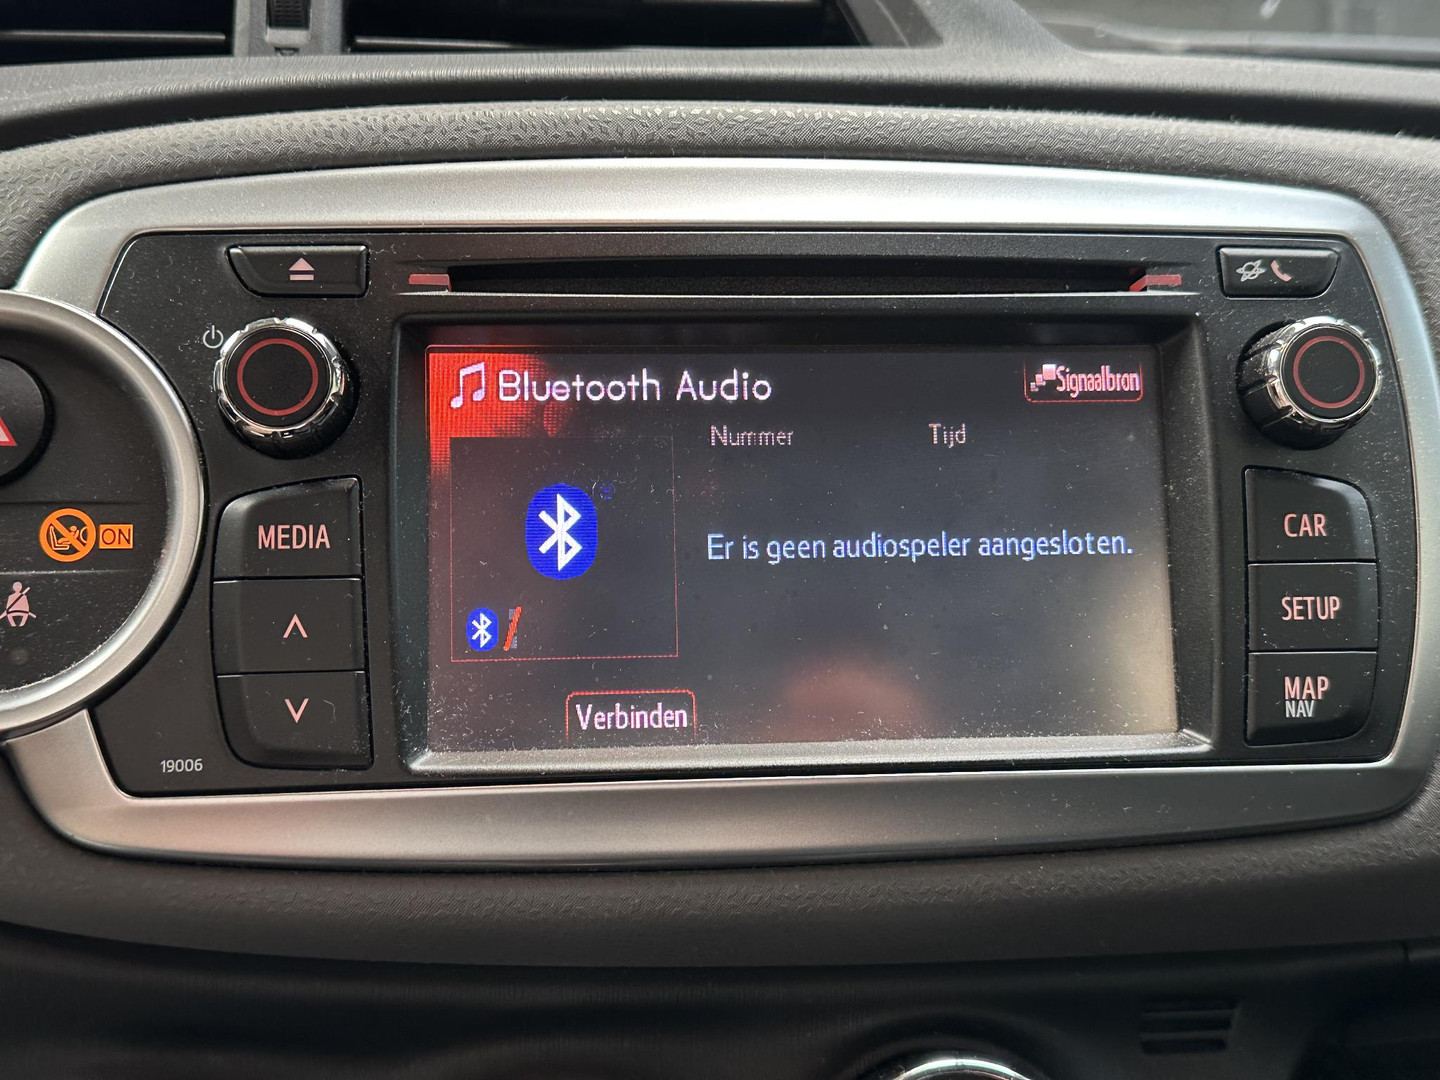 Bluetooth Audio
Signaalbron
Nummer Tijd
Er is geen audiospeler aangesloten.
Verbinden
MEDIA
19006
ON
CAR
SETUP
MAP
NAV